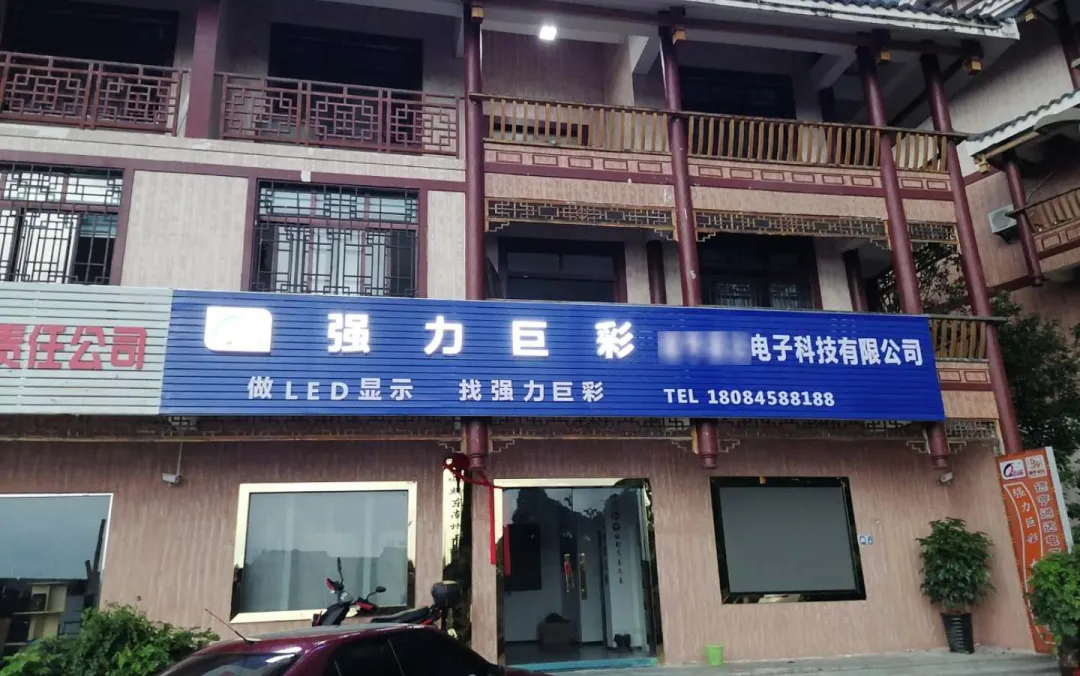 责任公司
强力巨彩
电子科技有限公司
做LED显示 找强力巨彩
TEL 18084588188
强力巨彩
Q8